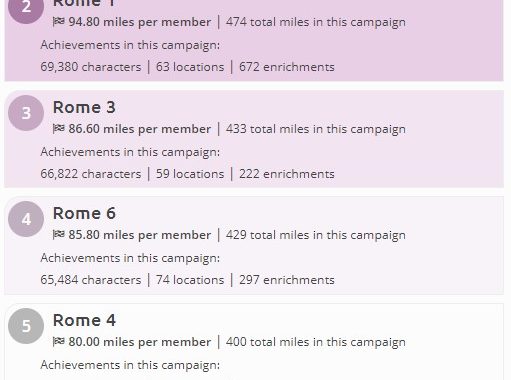 2
Rome 1
94.80 miles per member | 474 total miles in this campaign
Achievements in this campaign:
69,380 characters | 63 locations | 672 enrichments
3
Rome 3
86.60 miles per member | 433 total miles in this campaign
Achievements in this campaign:
66,822 characters | 59 locations | 222 enrichments
4
Rome 6
85.80 miles per member | 429 total miles in this campaign
Achievements in this campaign:
65,484 characters | 74 locations | 297 enrichments
5
Rome 4
80.00 miles per member | 400 total miles in this campaign
Achievements in this campaign: